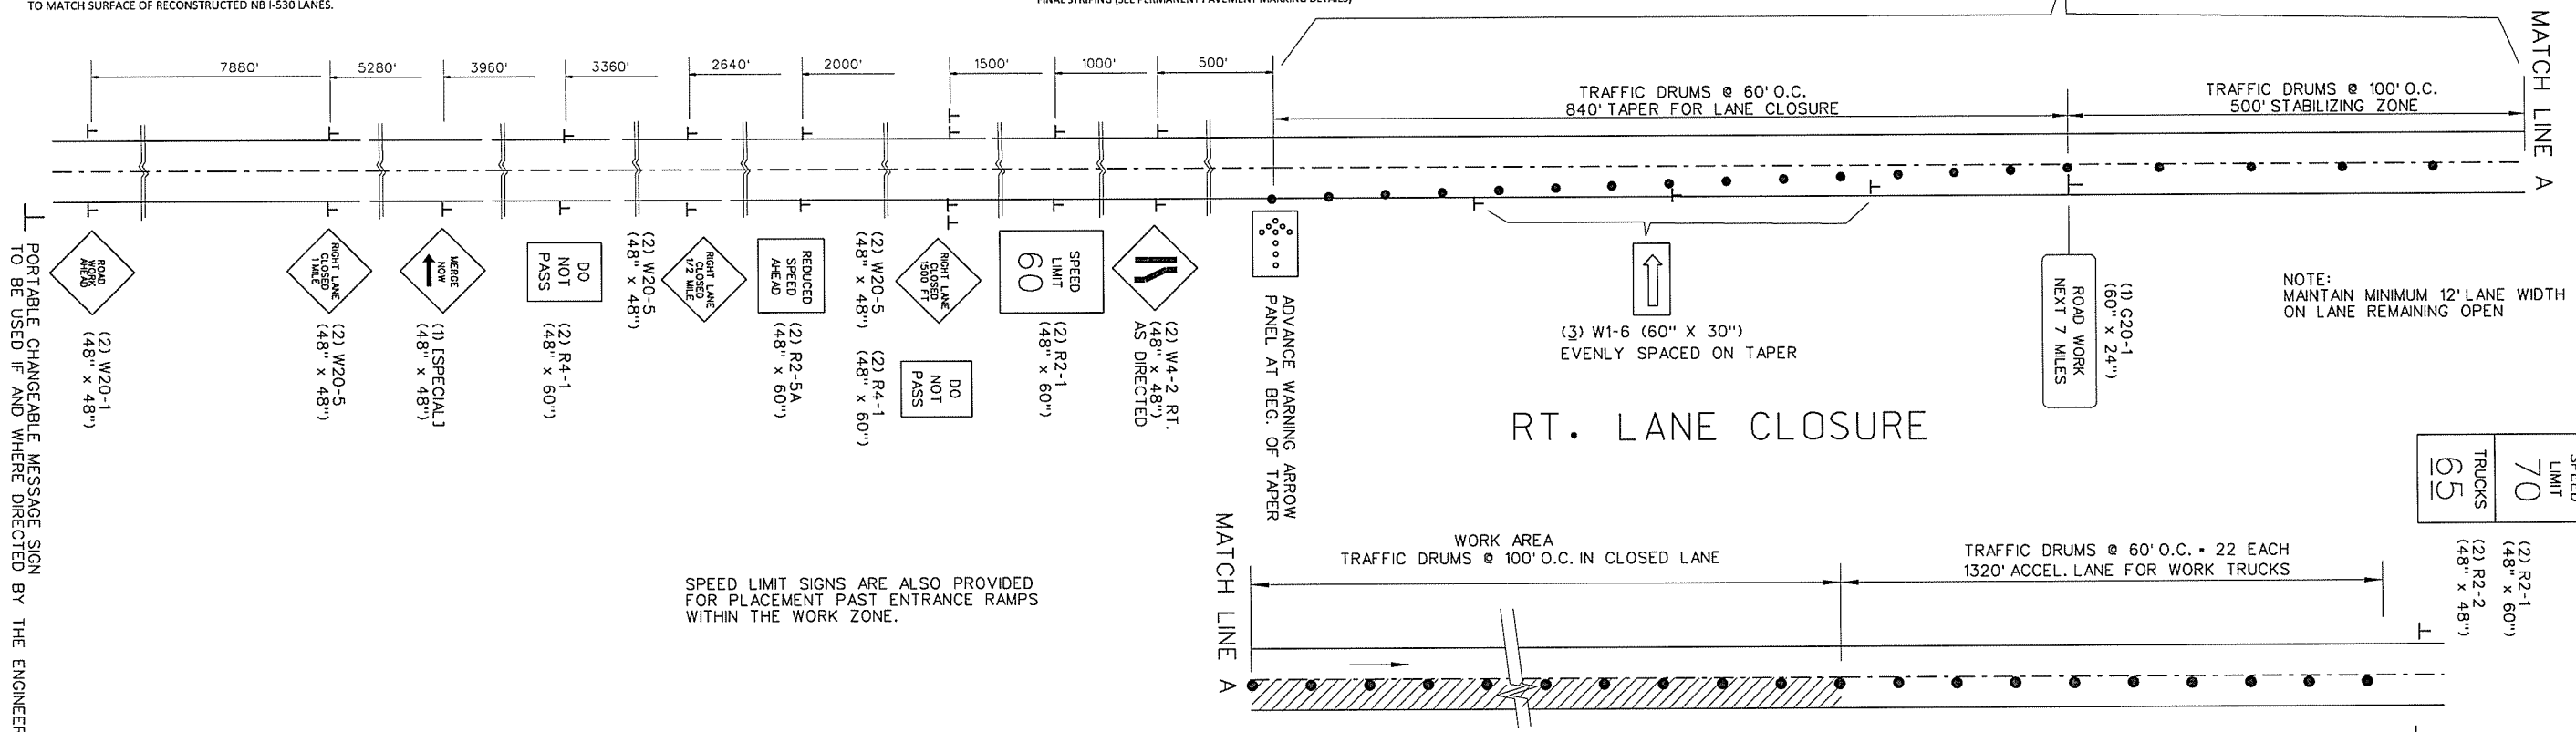 TO MATCH SURFACE OF RECONSTRUCTED NB I-530 LANES.
FINAL STRIPING (SEE PERMANENT PAVEMENT MARKING DETAILS)
7880'
5280'
3960'
3360'
2640'
2000'
1500'
1000'
500'
TRAFFIC DRUMS @ 60' O.C.
840' TAPER FOR LANE CLOSURE
TRAFFIC DRUMS @ 100' O.C.
500' STABILIZING ZONE
MATCH LINE A
PORTABLE CHANGEABLE MESSAGE SIGN
TO BE USED IF AND WHERE DIRECTED BY THE ENGINEER
ROAD
WORK
AHEAD
(2) W20-1
(48" x 48")
RIGHT LANE
CLOSED
1 MILE
(2) W20-5
(48" x 48")
MERGE
NOW
(1) [SPECIAL]
(48" x 48")
DO
NOT
PASS
(2) R4-1
(48" x 60")
(2) W20-5
(48" x 48")
RIGHT LANE
CLOSED
1/2 MILE
REDUCED
SPEED
AHEAD
(2) R2-5A
(48" x 60")
(2) W20-5
(48" x 48")
RIGHT LANE
CLOSED
1500 FT
(2) R4-1
(48" x 60")
DO
NOT
PASS
SPEED
LIMIT
60
(2) R2-1
(48" x 60")
(2) W4-2 RT.
(48" x 48")
AS DIRECTED
ADVANCE WARNING ARROW
PANEL AT BEG. OF TAPER
(3) W1-6 (60" X 30")
EVENLY SPACED ON TAPER
ROAD WORK
NEXT 7 MILES
(1) G20-1
(60" x 24")
NOTE:
MAINTAIN MINIMUM 12' LANE WIDTH
ON LANE REMAINING OPEN
RT. LANE CLOSURE
SPEED
LIMIT
70
TRUCKS
65
(2) R2-1
(48" x 60")
(2) R2-2
(48" x 48")
SPEED LIMIT SIGNS ARE ALSO PROVIDED
FOR PLACEMENT PAST ENTRANCE RAMPS
WITHIN THE WORK ZONE.
MATCH LINE A
WORK AREA
TRAFFIC DRUMS @ 100' O.C. IN CLOSED LANE
TRAFFIC DRUMS @ 60' O.C. = 22 EACH
1320' ACCEL. LANE FOR WORK TRUCKS